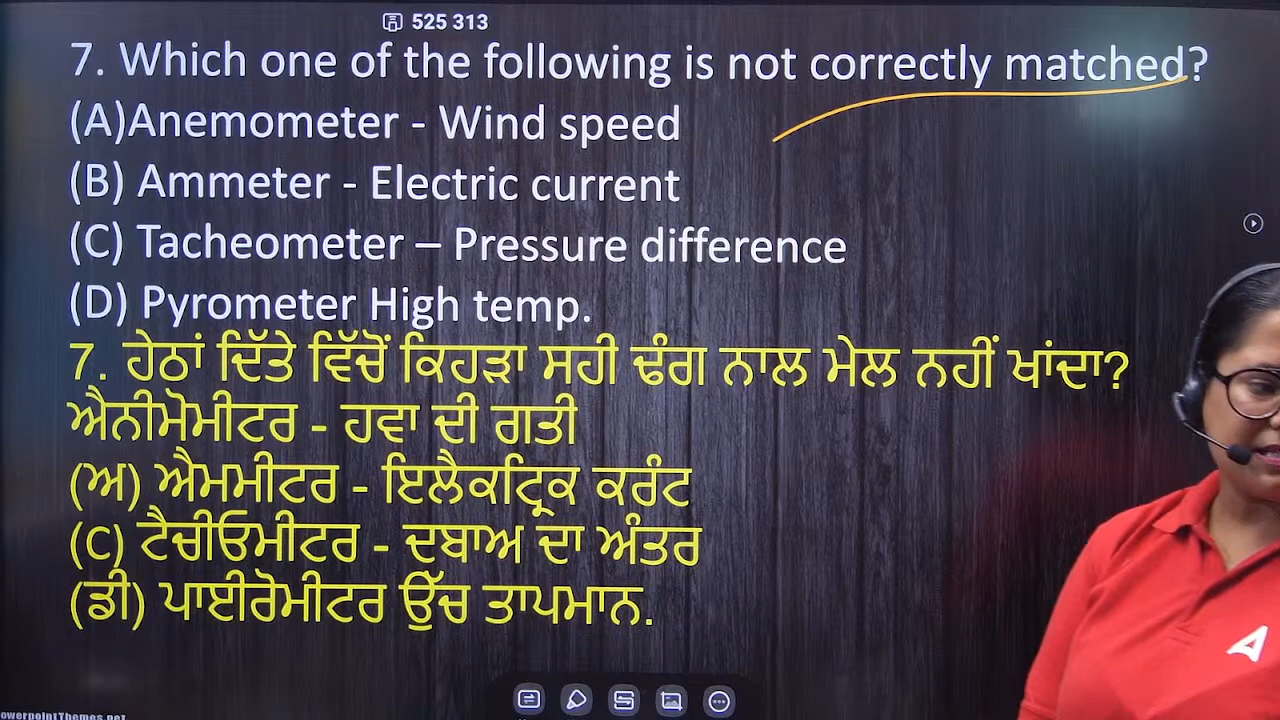 525 313
7. Which one of the following is not correctly matched?
(A)Anemometer - Wind speed
(B) Ammeter - Electric current
(C) Tacheometer – Pressure difference
(D) Pyrometer High temp.
7. ਹੇਠਾਂ ਦਿੱਤੇ ਵਿੱਚੋਂ ਕਿਹੜਾ ਸਹੀ ਢੰਗ ਨਾਲ ਮੇਲ ਨਹੀਂ ਖਾਂਦਾ?
ਐਨੀਮੋਮੀਟਰ - ਹਵਾ ਦੀ ਗਤੀ
(ਅ) ਐਮਮੀਟਰ - ਇਲੈਕਟ੍ਰਿਕ ਕਰੰਟ
(C) ਟੈਚੀਓਮੀਟਰ - ਦਬਾਅ ਦਾ ਅੰਤਰ
(ਡੀ) ਪਾਈਰੋਮੀਟਰ ਉੱਚ ਤਾਪਮਾਨ.
A
owerpointThemes.net